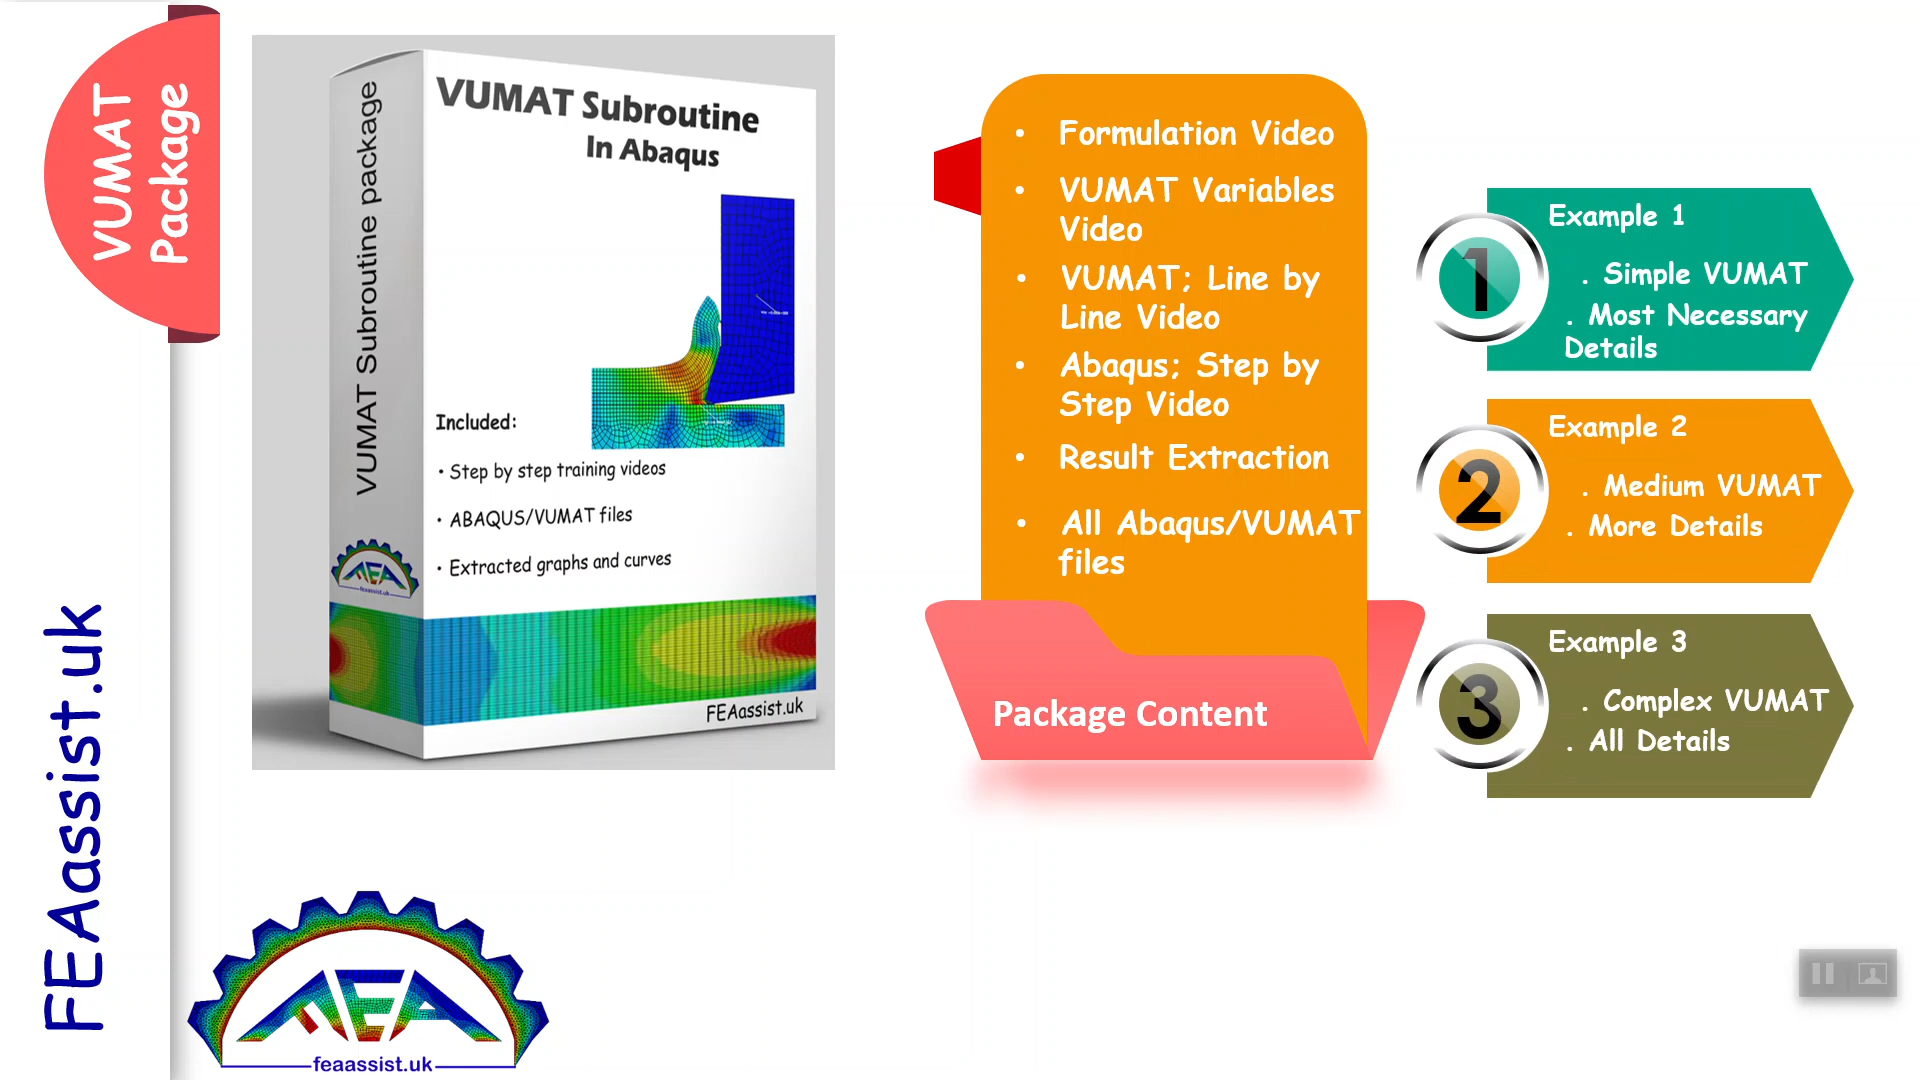 VUMAT
Package
FEAassist.uk
VUMAT Subroutine package
VUMAT Subroutine
In Abaqus
Included:
• Step by step training videos
• ABAQUS/VUMAT files
• Extracted graphs and curves
FEA
feaassist.uk
FEAassist.uk
• Formulation Video
• VUMAT Variables
Video
• VUMAT; Line by
Line Video
• Abaqus; Step by
Step Video
• Result Extraction
• All Abaqus/VUMAT
files
Package Content
1
Example 1
. Simple VUMAT
. Most Necessary
Details
2
Example 2
. Medium VUMAT
. More Details
3
Example 3
. Complex VUMAT
. All Details
FEA
feaassist.uk